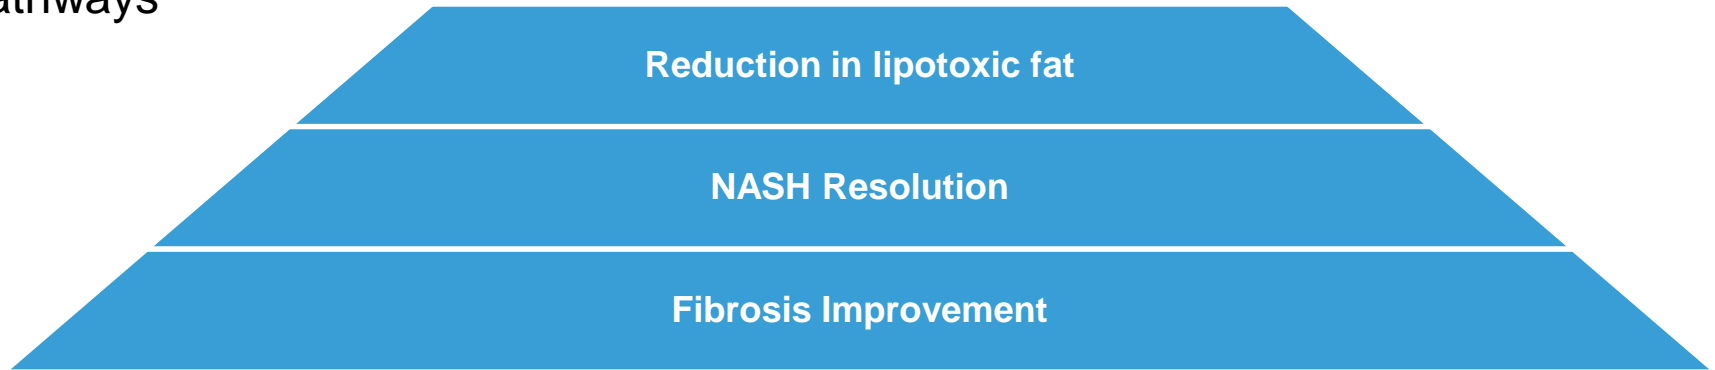 Reduction in lipotoxic fat
NASH Resolution
Fibrosis Improvement